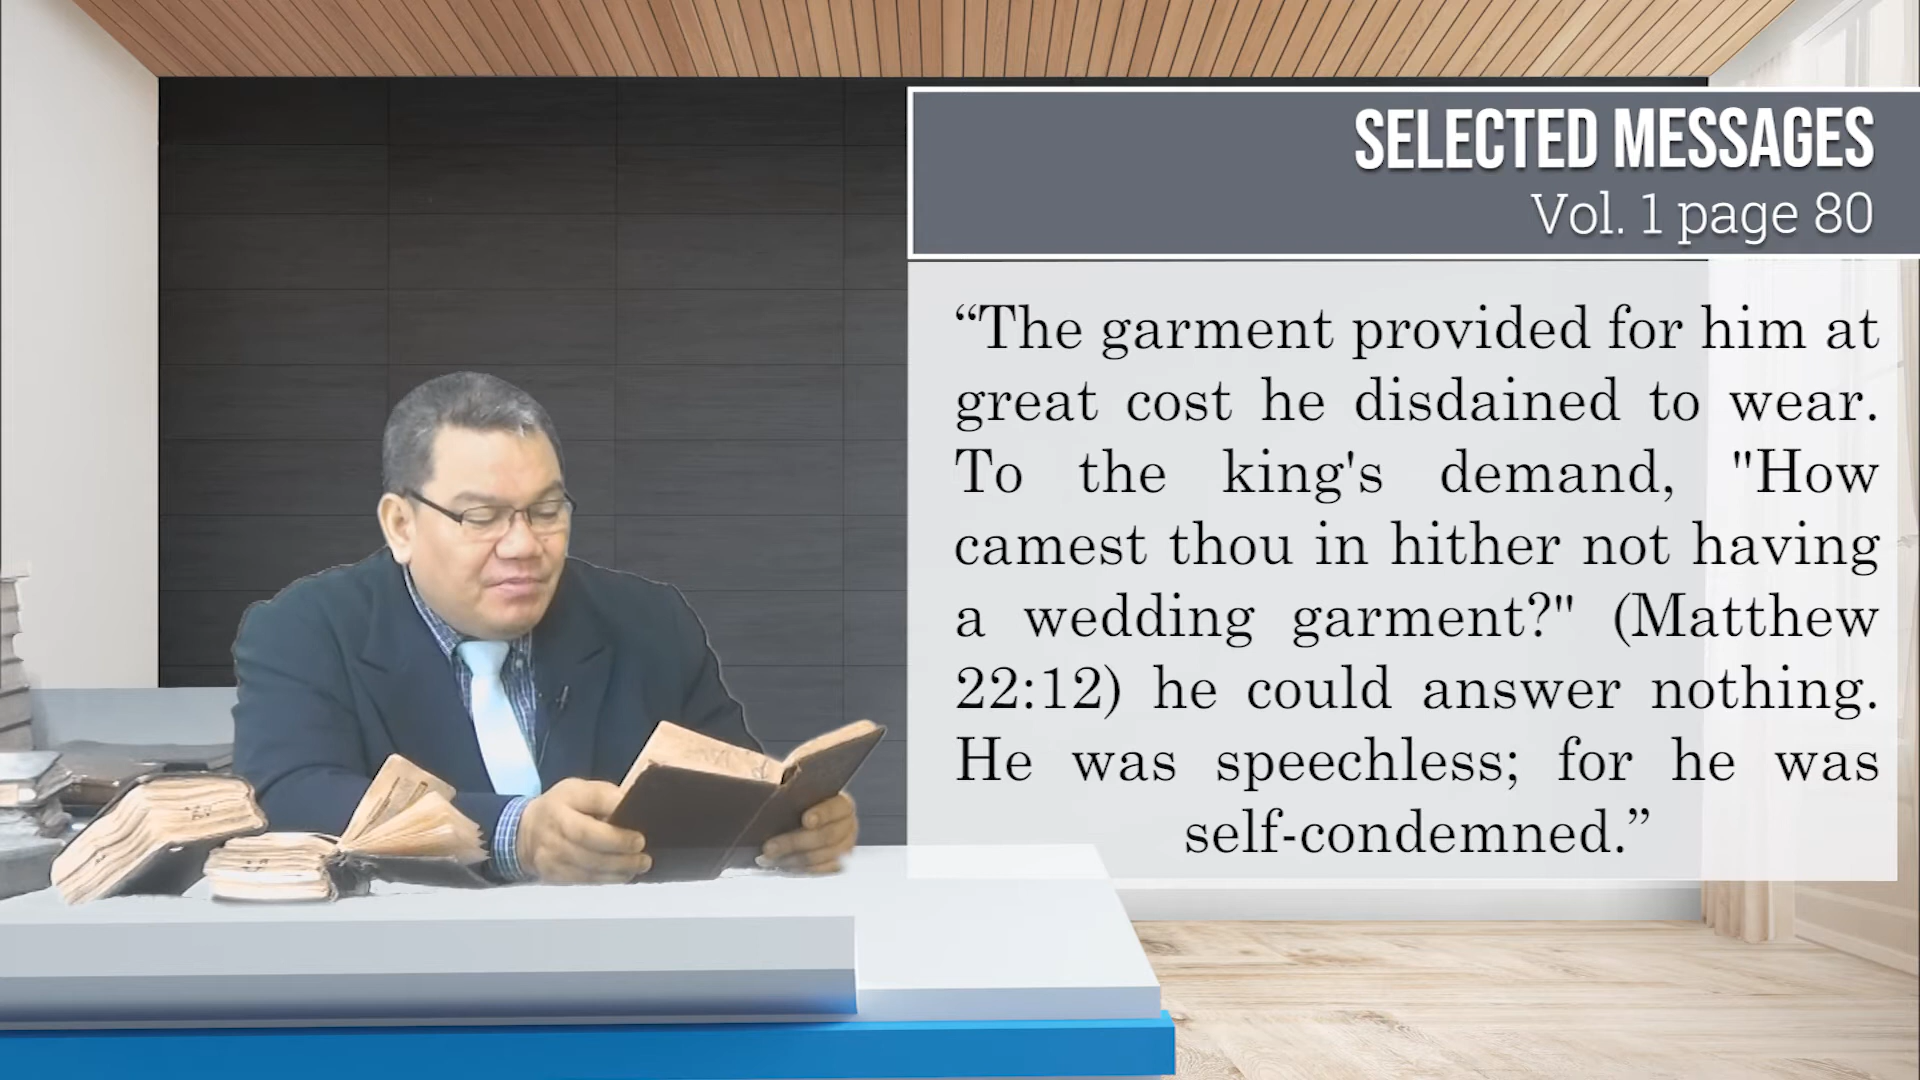 SELECTED MESSAGES
Vol. 1 page 80
“The garment provided for him at
great cost he disdained to wear.
To the king's demand, "How
camest thou in hither not having
a wedding garment?" (Matthew
22:12) he could answer nothing.
He was speechless; for he was
self-condemned.”